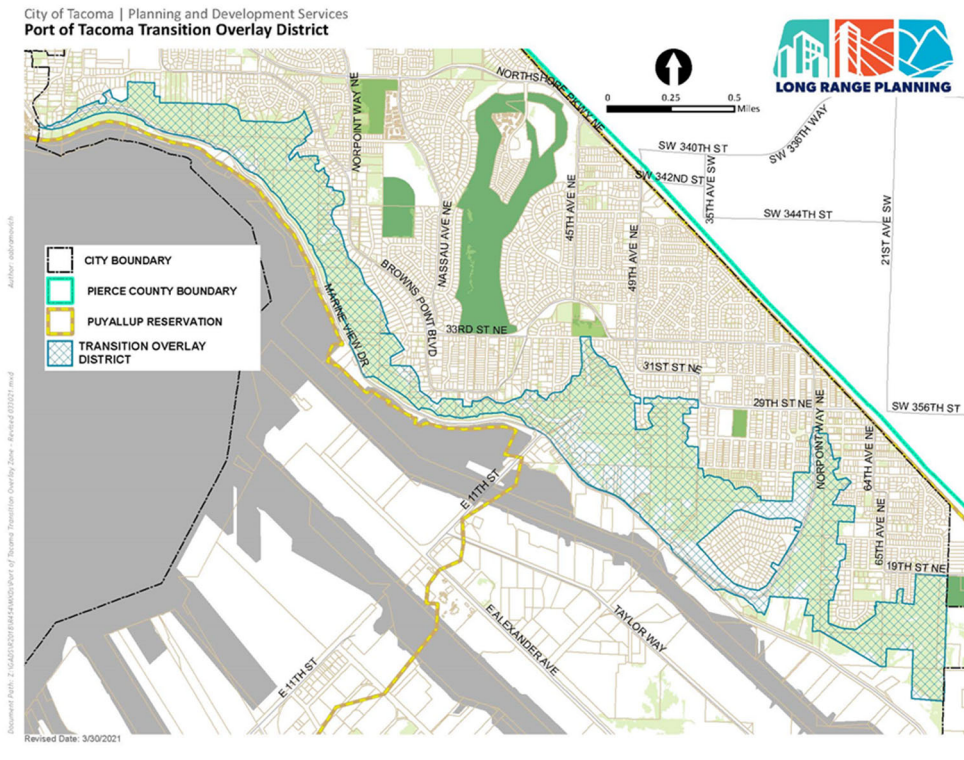 City of Tacoma | Planning and Development Services
Port of Tacoma Transition Overlay District
LONG RANGE PLANNING
0 0.25 0.5
Miles
NORTHSHORE PKWY NE
NORPOINT WAY NE
SW 340TH ST
SW 336TH WAY
SW 342ND ST
35TH AVE SW
SW 344TH ST
21ST AVE SW
45TH AVE NE
49TH AVE NE
NASSAU AVE NE
BROWNS POINT BLVD
MARINE VIEW DR
CITY BOUNDARY
PIERCE COUNTY BOUNDARY
PUYALLUP RESERVATION
TRANSITION OVERLAY
DISTRICT
33RD ST NE
31ST ST NE
29TH ST NE
SW 356TH ST
NORPOINT WAY NE
64TH AVE NE
65TH AVE NE
19TH ST NE
E 11TH ST
TAYLOR WAY
E ALEXANDER AVE
E 11TH ST
Revised Date: 3/30/2021